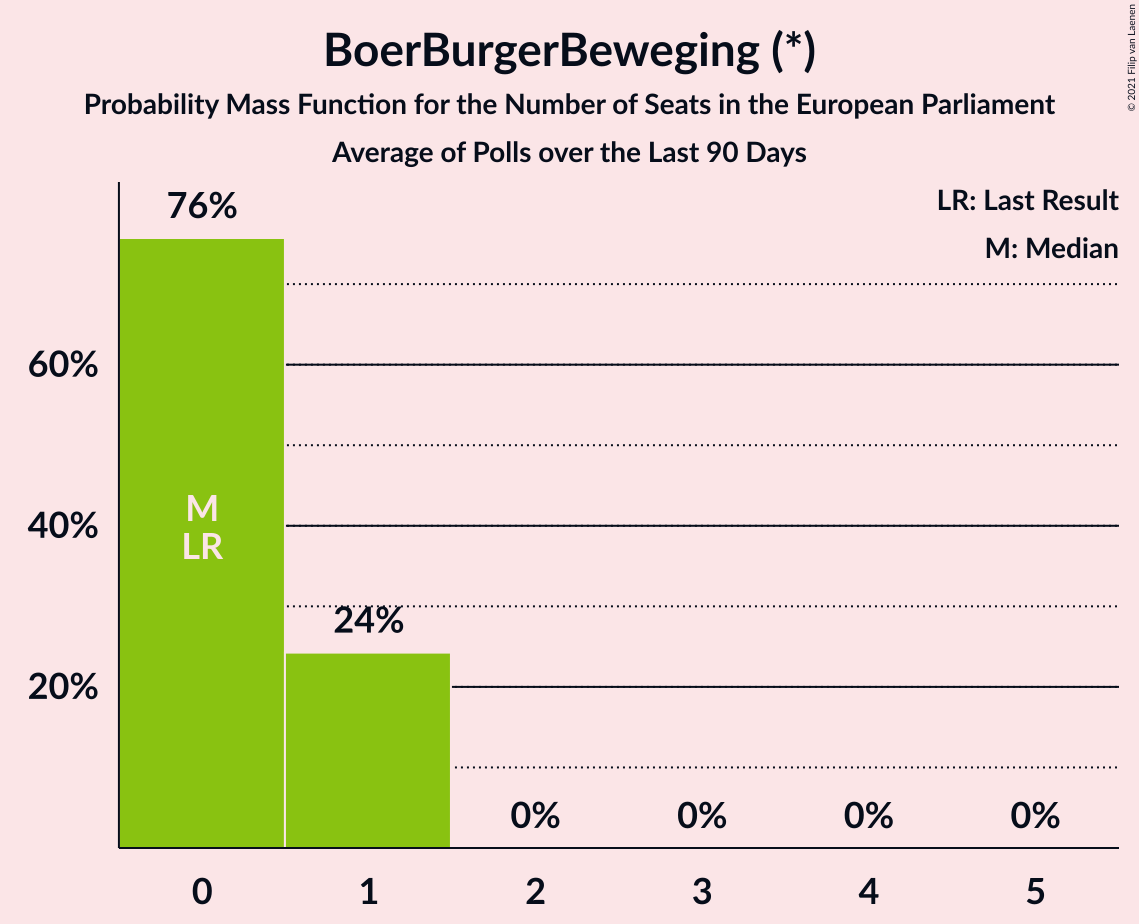 BoerBurgerBeweging (*)
Probability Mass Function for the Number of Seats in the European Parliament
Average of Polls over the Last 90 Days
© 2021 Filip van Laenen
LR: Last Result
M: Median
76%
60%
40%
20%
M
LR
24%
0%
0%
0%
0%
0
1
2
3
4
5